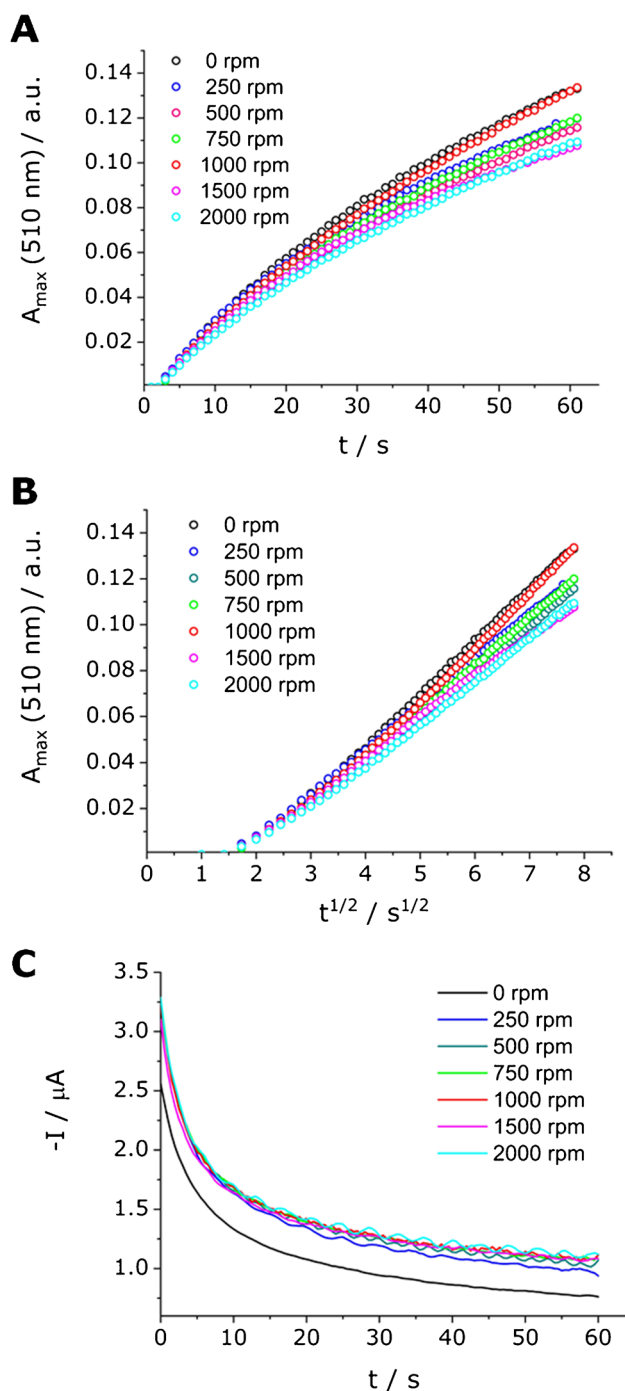 A
A_max (510 nm) / a.u.
0.14
0.12
0.10
0.08
0.06
0.04
0.02
0 rpm
250 rpm
500 rpm
750 rpm
1000 rpm
1500 rpm
2000 rpm
0 10 20 30 40 50 60
t / s
B
A_max (510 nm) / a.u.
0.14
0.12
0.10
0.08
0.06
0.04
0.02
0 rpm
250 rpm
500 rpm
750 rpm
1000 rpm
1500 rpm
2000 rpm
0 1 2 3 4 5 6 7 8
t^1/2 / s^1/2
C
-I / μA
3.5
3.0
2.5
2.0
1.5
1.0
0 rpm
250 rpm
500 rpm
750 rpm
1000 rpm
1500 rpm
2000 rpm
0 10 20 30 40 50 60
t / s